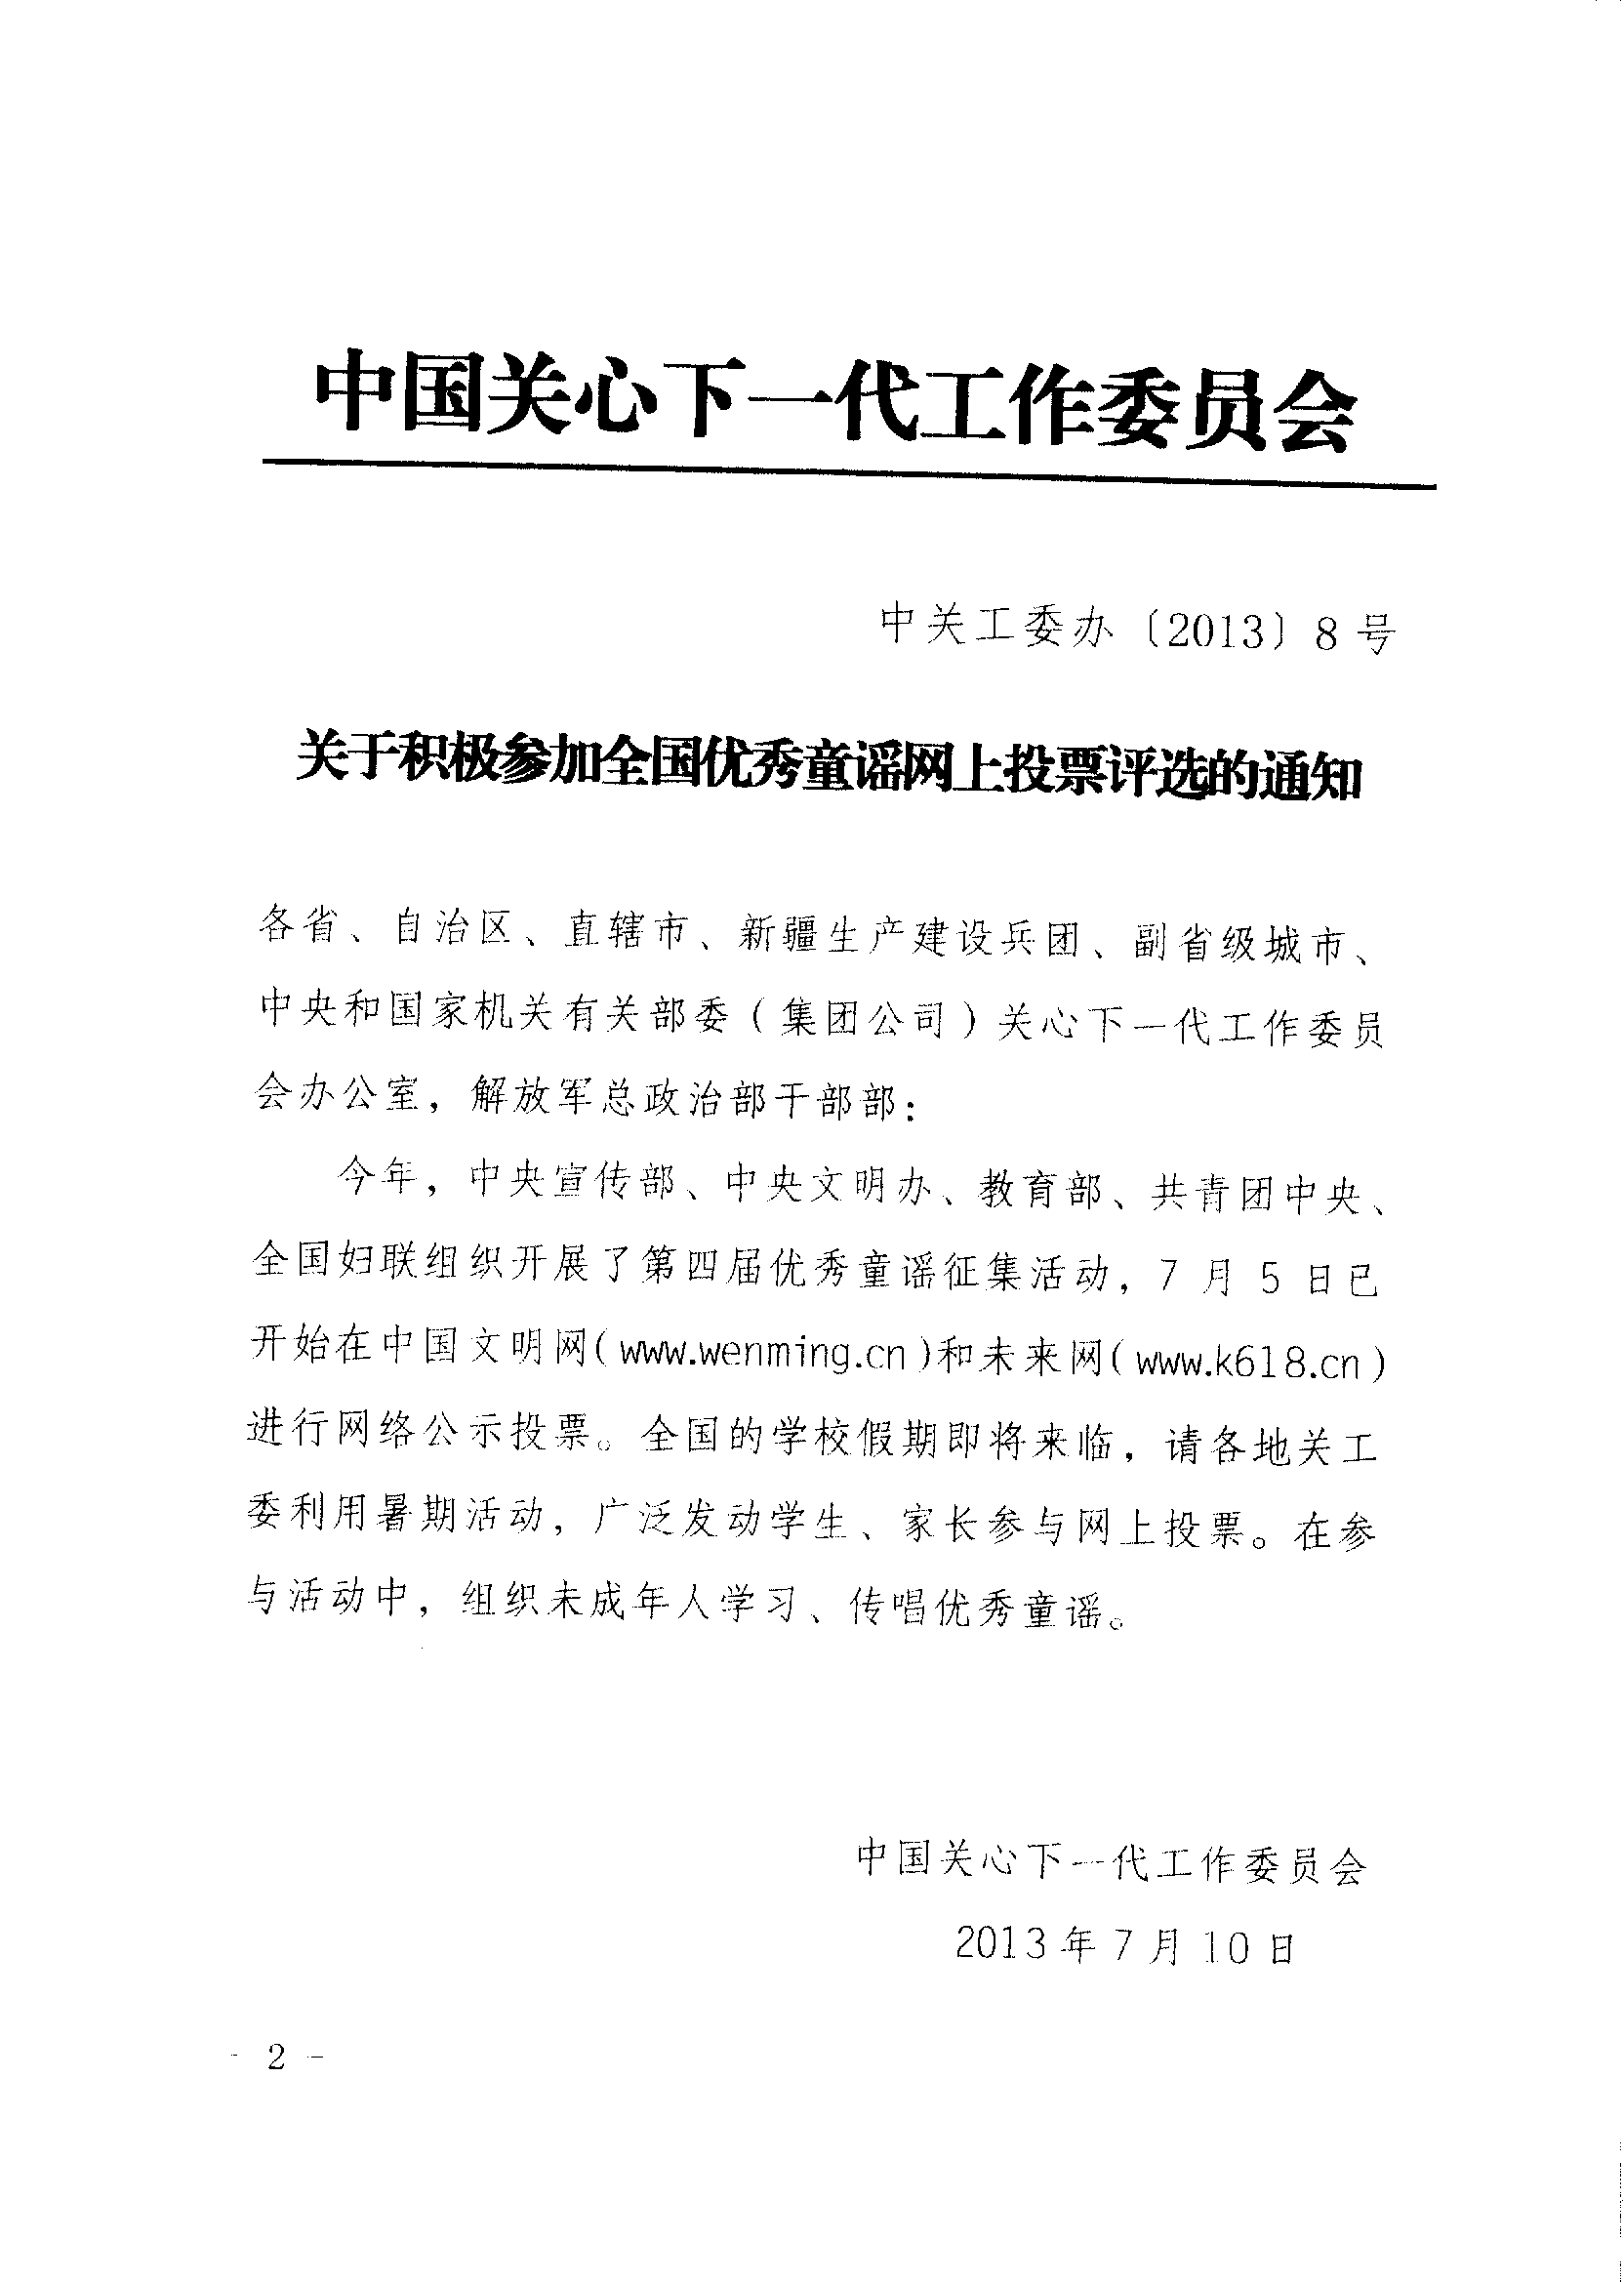 中国关心下一代工作委员会
中关工委办〔2013〕8号
关于积极参加全国优秀童谣网上投票评选的通知
各省、自治区、直辖市、新疆生产建设兵团、副省级城市、
中央和国家机关有关部委（集团公司）关心下一代工作委员
会办公室，解放军总政治部干部部：
今年，中央宣传部、中央文明办、教育部、共青团中央、
全国妇联组织开展了第四届优秀童谣征集活动，7月5日已
开始在中国文明网(www.wenming.cn)和未来网(www.k618.cn)
进行网络公示投票。全国的学校假期即将来临，请各地关工
委利用暑期活动，广泛发动学生、家长参与网上投票。在参
与活动中，组织未成年人学习、传唱优秀童谣。
中国关心下一代工作委员会
2013年7月10日
- 2 -